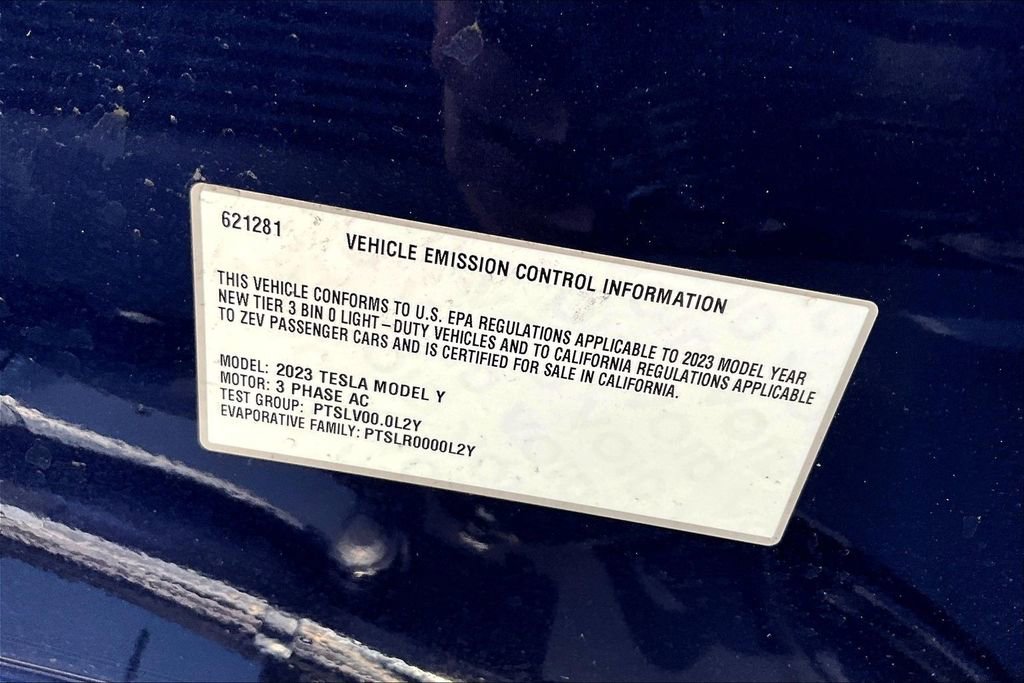 621281
VEHICLE EMISSION CONTROL INFORMATION
THIS VEHICLE CONFORMS TO U.S. EPA REGULATIONS APPLICABLE TO 2023 MODEL YEAR
NEW TIER 3 BIN 0 LIGHT-DUTY VEHICLES AND TO CALIFORNIA REGULATIONS APPLICABLE
TO ZEV PASSENGER CARS AND IS CERTIFIED FOR SALE IN CALIFORNIA.
MODEL: 2023 TESLA MODEL Y
MOTOR: 3 PHASE AC
TEST GROUP: PTSLV00.0L2Y
EVAPORATIVE FAMILY: PTSLR0000L2Y